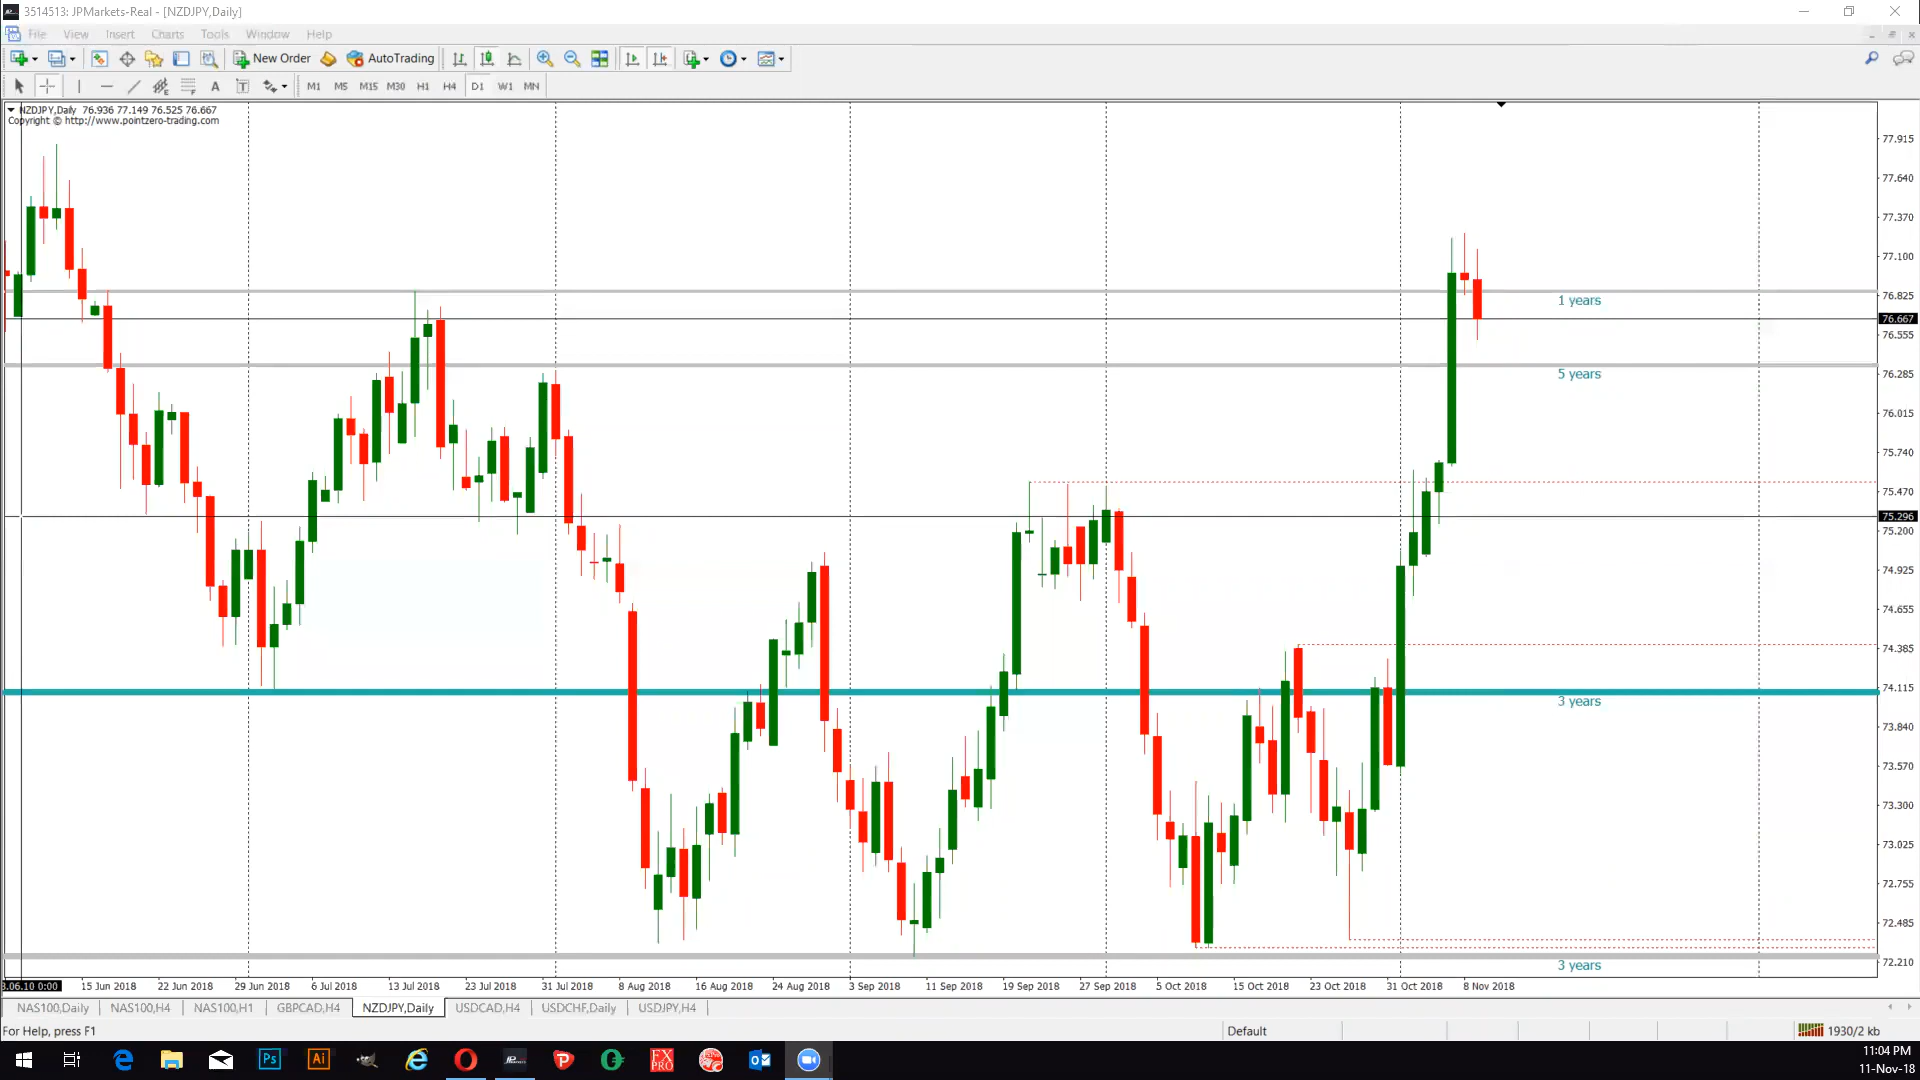 3514513: JPMarkets-Real - [NZDJPY,Daily]
File View Insert Charts Tools Window Help
New Order AutoTrading
A T M1 M5 M15 M30 H1 H4 D1 W1 MN
NZDJPY,Daily 76.936 77.149 76.525 76.667
Copyright © http://www.pointzero-trading.com
77.915
77.640
77.370
77.100
76.825
1 years
76.667
76.555
76.285
5 years
76.015
75.740
75.470
75.296
75.200
74.925
74.655
74.385
74.115
3 years
73.840
73.570
73.300
73.025
72.755
72.485
72.210
3 years
3.06.10 0:00 15 Jun 2018 22 Jun 2018 29 Jun 2018 6 Jul 2018 13 Jul 2018 23 Jul 2018 31 Jul 2018 8 Aug 2018 16 Aug 2018 24 Aug 2018 3 Sep 2018 11 Sep 2018 19 Sep 2018 27 Sep 2018 5 Oct 2018 15 Oct 2018 23 Oct 2018 31 Oct 2018 8 Nov 2018
NAS100,Daily NAS100,H4 NAS100,H1 GBPCAD,H4 NZDJPY,Daily USDCAD,H4 USDCHF,Daily USDJPY,H4
For Help, press F1 Default 1930/2 kb
Ps Ai FX PRO
11:04 PM
11-Nov-18